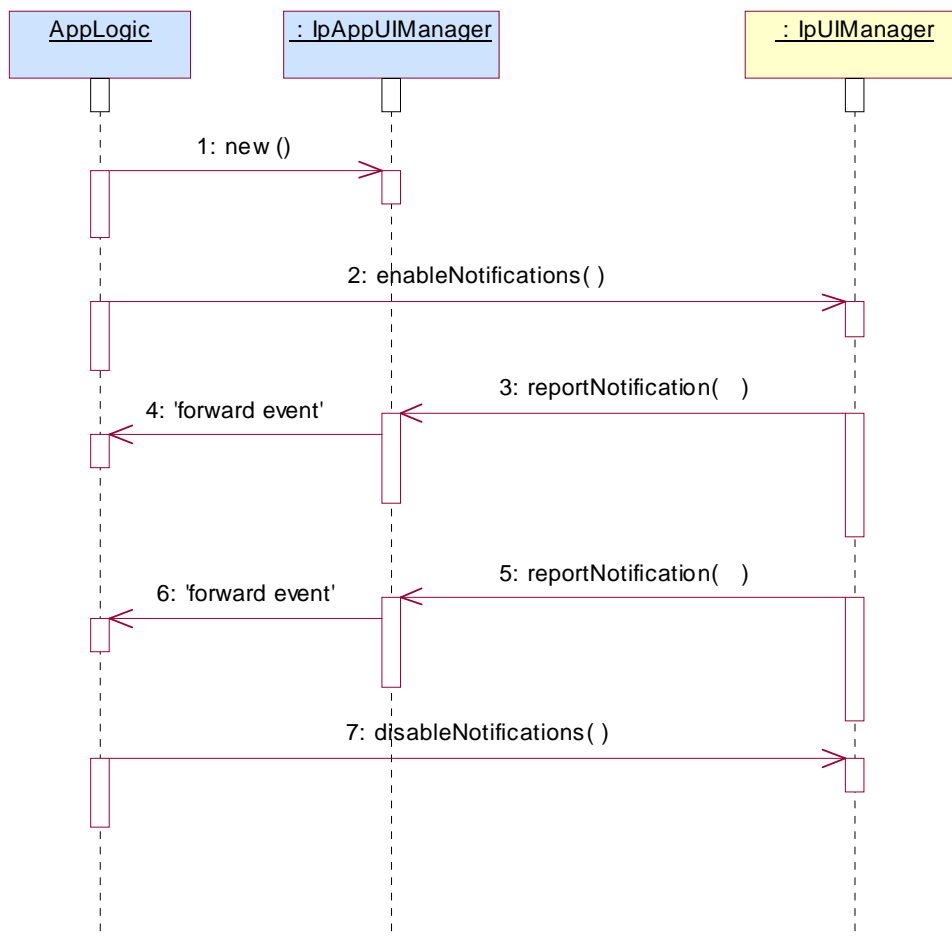 AppLogic
: IpAppUIManager
: IpUIManager
1: new ()
2: enableNotifications( )
3: reportNotification( )
4: 'forward event'
5: reportNotification( )
6: 'forward event'
7: disableNotifications( )